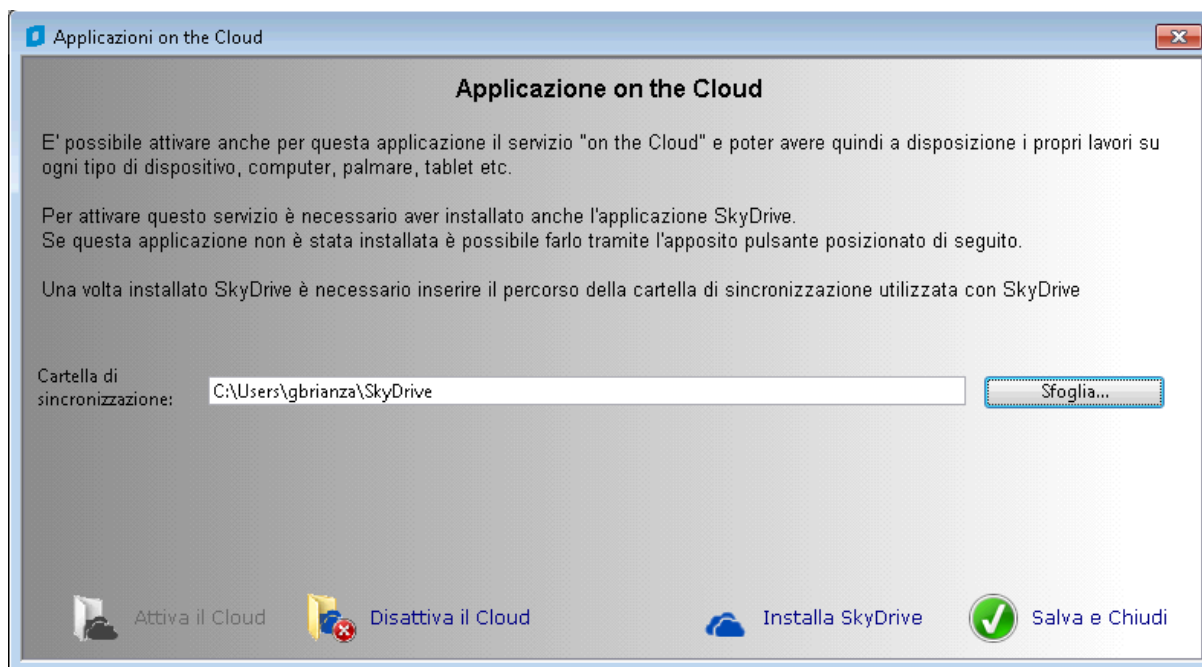 Applicazioni on the Cloud
Applicazione on the Cloud
E' possibile attivare anche per questa applicazione il servizio "on the Cloud" e poter avere quindi a disposizione i propri lavori su
ogni tipo di dispositivo, computer, palmare, tablet etc.
Per attivare questo servizio è necessario aver installato anche l'applicazione SkyDrive.
Se questa applicazione non è stata installata è possibile farlo tramite l'apposito pulsante posizionato di seguito.
Una volta installato SkyDrive è necessario inserire il percorso della cartella di sincronizzazione utilizzata con SkyDrive
Cartella di
sincronizzazione:
C:\Users\gbrianza\SkyDrive
Sfoglia...
Attiva il Cloud
Disattiva il Cloud
Installa SkyDrive
Salva e Chiudi